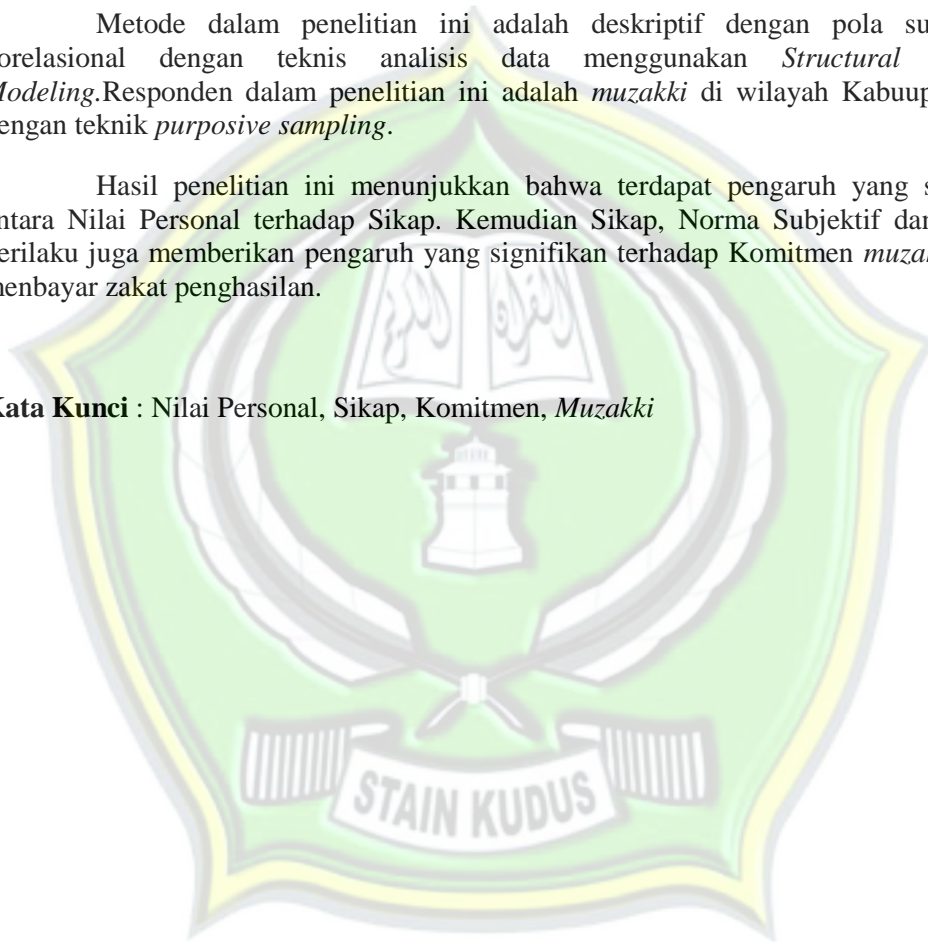 Metode dalam penelitian ini adalah deskriptif dengan pola su
orelasional dengan teknis analisis data menggunakan Structural
Modeling.Responden dalam penelitian ini adalah muzakki di wilayah Kabuup
engan teknik purposive sampling.
Hasil penelitian ini menunjukkan bahwa terdapat pengaruh yang s
ntara Nilai Personal terhadap Sikap. Kemudian Sikap, Norma Subjektif dan
erilaku juga memberikan pengaruh yang signifikan terhadap Komitmen muzak
menbayar zakat penghasilan.
Kata Kunci : Nilai Personal, Sikap, Komitmen, Muzakki
STAIN KUDUS